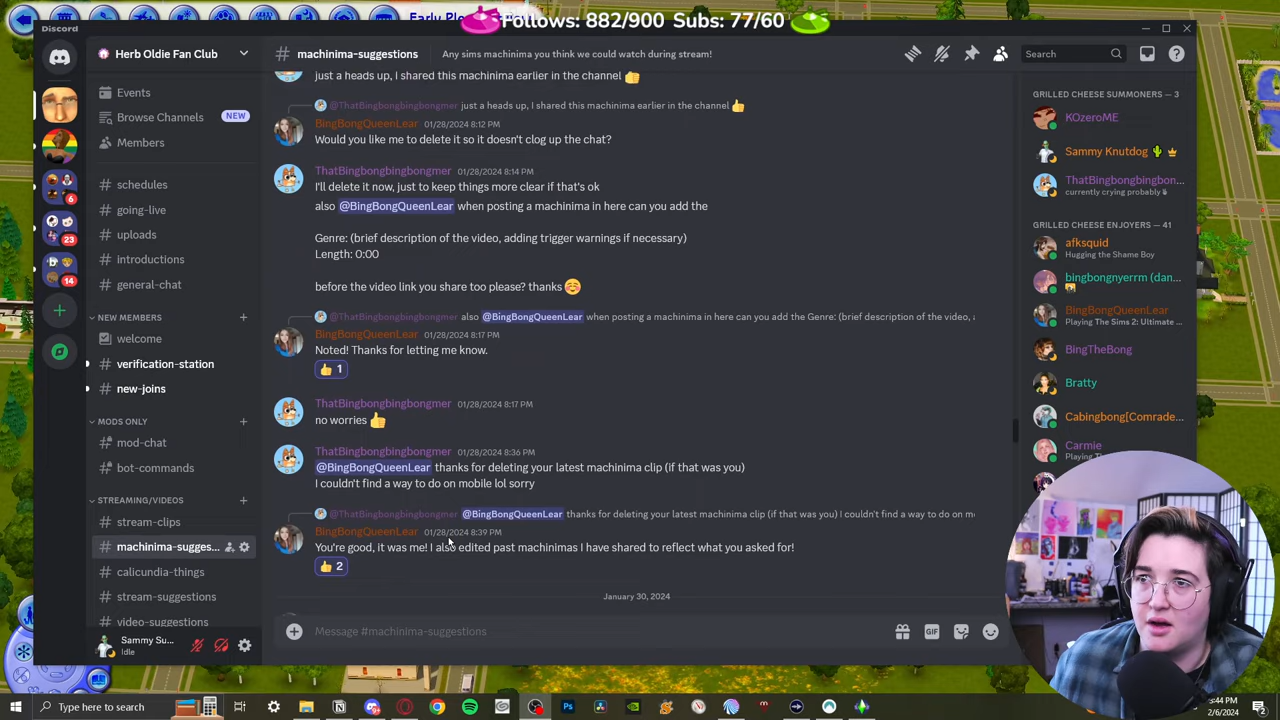 Follows: 882/900 Subs: 77/60
Discord
Herb Oldie Fan Club
# machinima-suggestions
Any sims machinima you think we could watch during stream!
Search
Events
Browse Channels
NEW
Members
# schedules
# going-live
# uploads
# introductions
# general-chat
NEW MEMBERS
# welcome
# verification-station
# new-joins
MODS ONLY
mod-chat
bot-commands
STREAMING/VIDEOS
# stream-clips
# machinima-sugges...
# calicundia-things
# stream-suggestions
# video-suggestions
Sammy Su...
Idle
6
23
14
just a heads up, I shared this machinima earlier in the channel 👍
@ThatBingbongbingbongmer just a heads up, I shared this machinima earlier in the channel 👍
BingBongQueenLear 01/28/2024 8:12 PM
Would you like me to delete it so it doesn't clog up the chat?
ThatBingbongbingbongmer 01/28/2024 8:14 PM
I'll delete it now, just to keep things more clear if that's ok
also @BingBongQueenLear when posting a machinima in here can you add the
Genre: (brief description of the video, adding trigger warnings if necessary)
Length: 0:00
before the video link you share too please? thanks ☺️
@ThatBingbongbingbongmer also @BingBongQueenLear when posting a machinima in here can you add the Genre: (brief description of the video,
BingBongQueenLear 01/28/2024 8:17 PM
Noted! Thanks for letting me know.
👍 1
ThatBingbongbingbongmer 01/28/2024 8:17 PM
no worries 👍
ThatBingbongbingbongmer 01/28/2024 8:36 PM
@BingBongQueenLear thanks for deleting your latest machinima clip (if that was you)
I couldn't find a way to do on mobile lol sorry
@ThatBingbongbingbongmer @BingBongQueenLear thanks for deleting your latest machinima clip (if that was you) I couldn't find a way to do on m
BingBongQueenLear 01/28/2024 8:39 PM
You're good, it was me! I also edited past machinimas I have shared to reflect what you asked for!
👍 2
January 30, 2024
Message #machinima-suggestions
GIF
GRILLED CHEESE SUMMONERS — 3
KOzeroME
Sammy Knutdog 🌵
ThatBingbongbingbon...
currently crying probably
GRILLED CHEESE ENJOYERS — 41
afksquid
Hugging the Shame Boy
bingbongnyerrm (dan...
BingBongQueenLear
Playing The Sims 2: Ultimate ...
BingTheBong
Bratty
Cabingbong[Comrade...
Carmie
Playing
Type here to search
2/6/2024
2